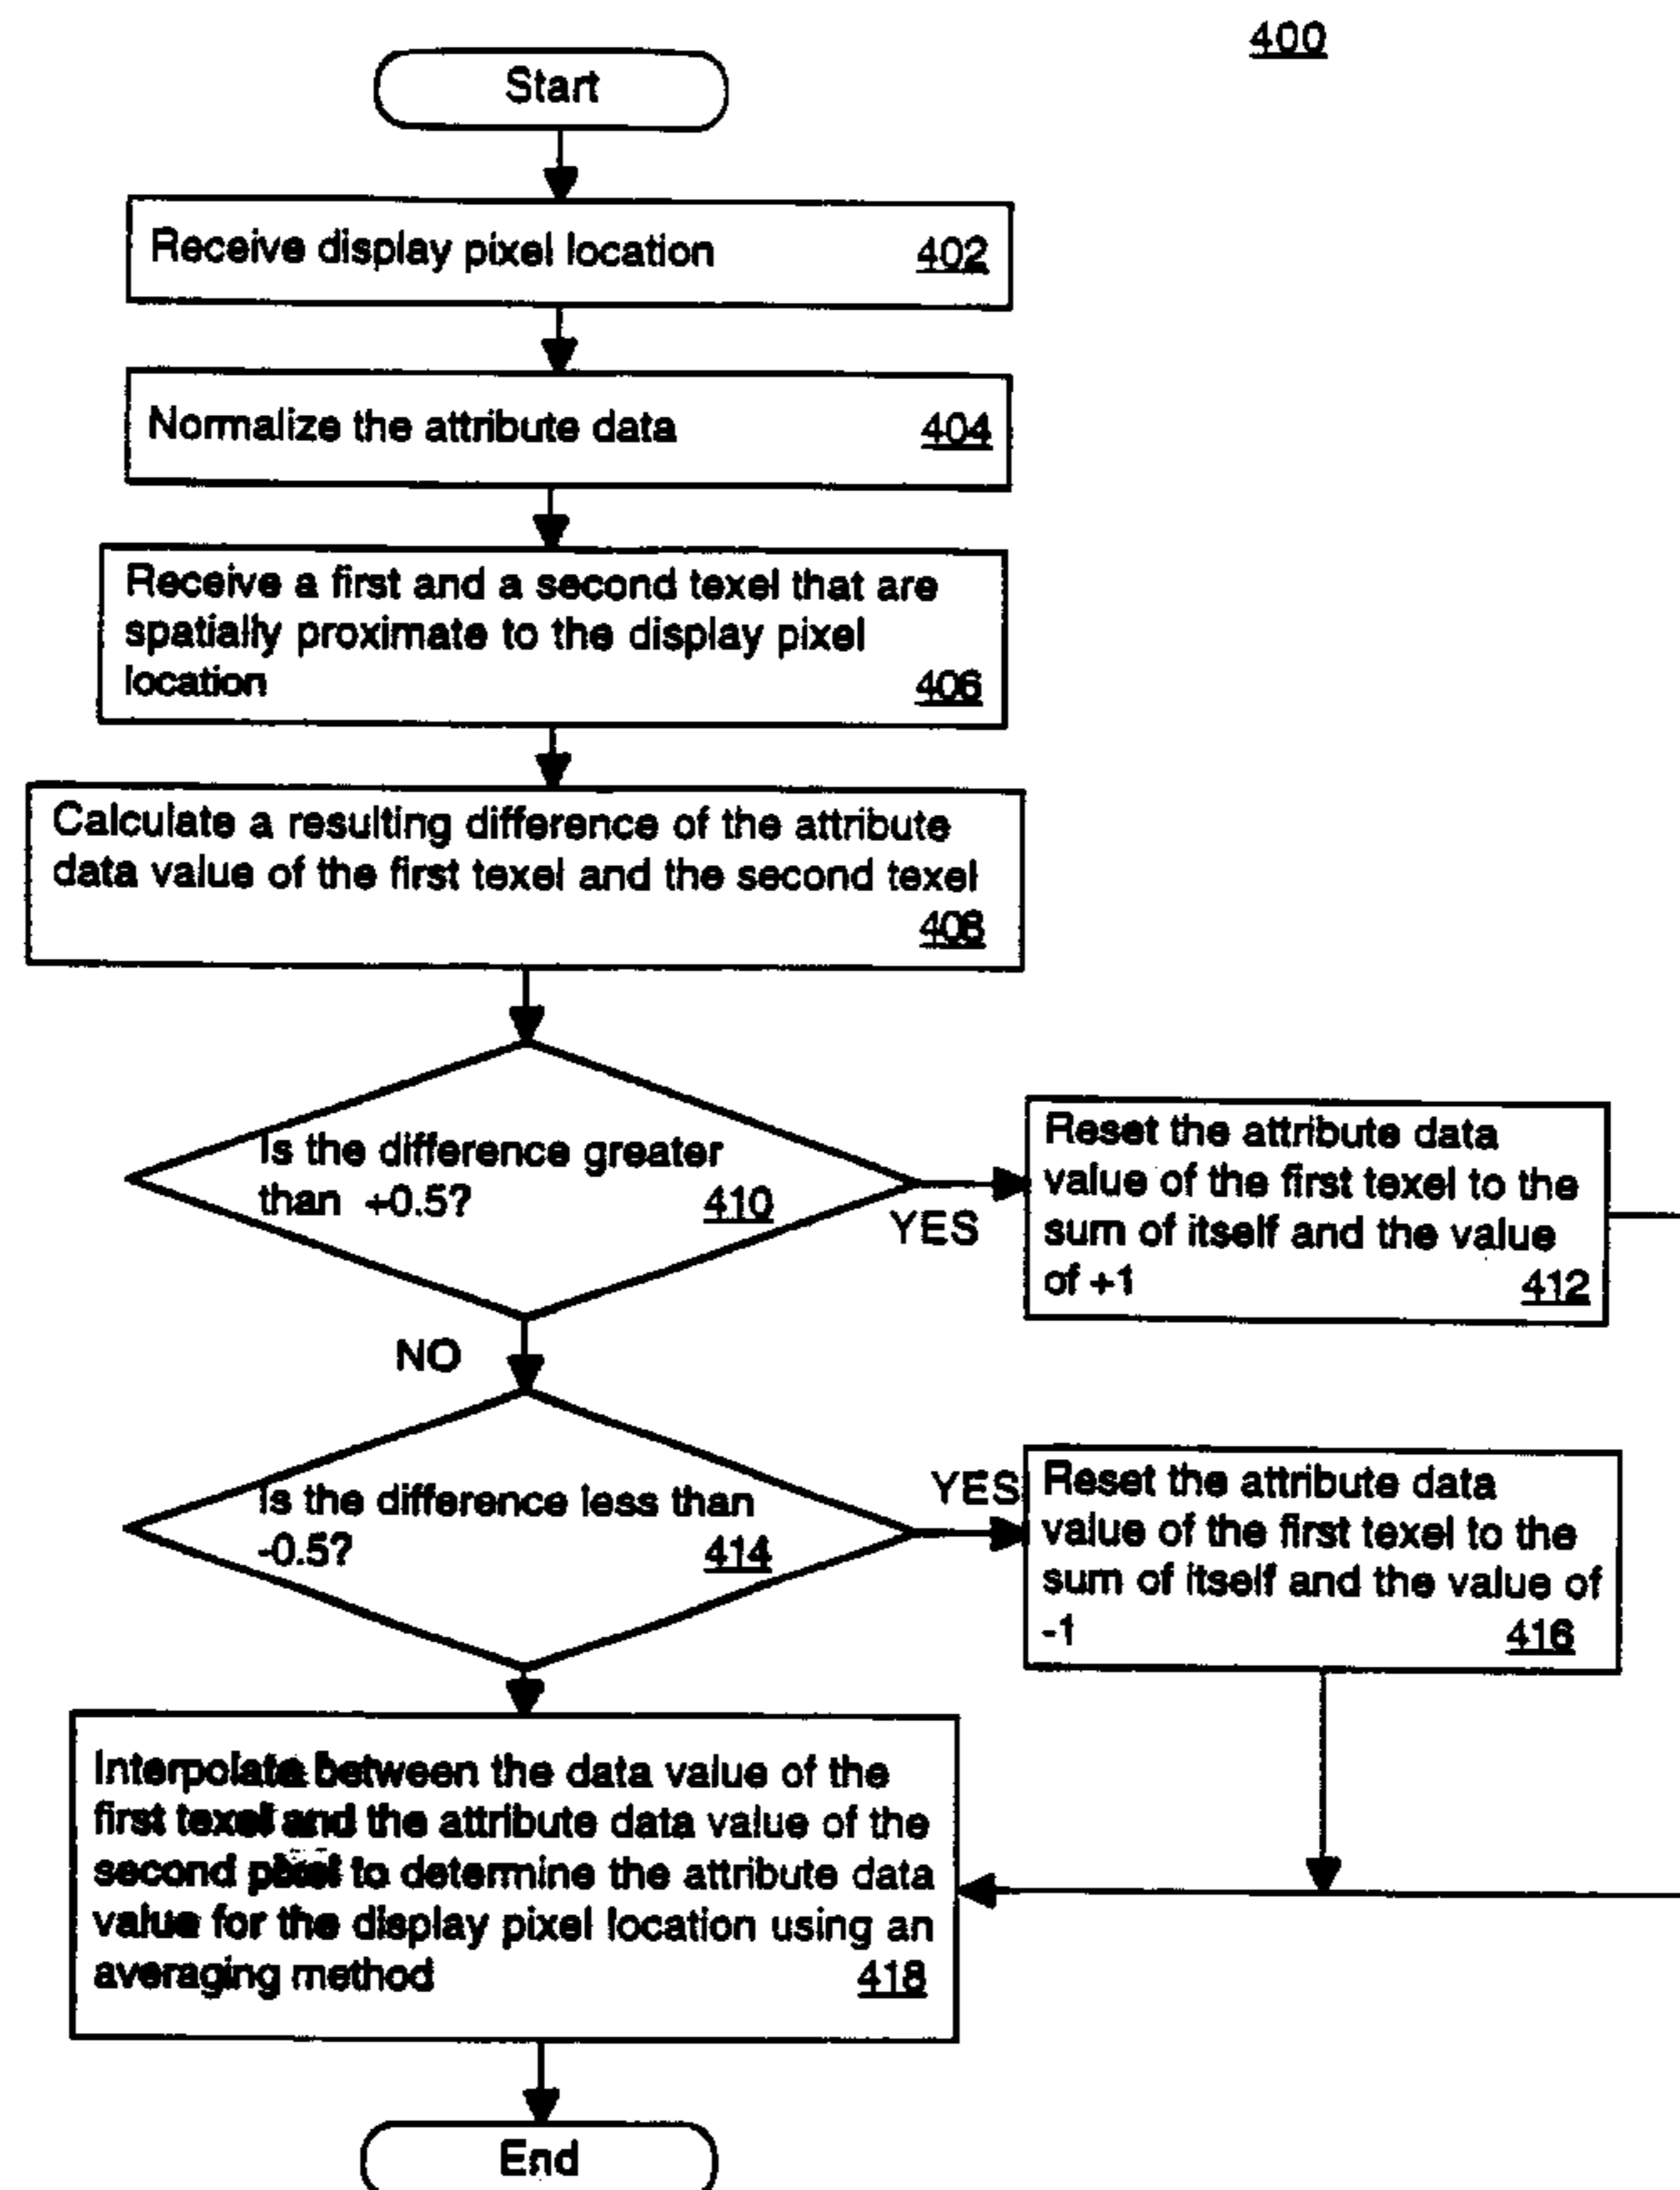 400
Start
Receive display pixel location 402
Normalize the attribute data 404
Receive a first and a second texel that are
spatially proximate to the display pixel
location 406
Calculate a resulting difference of the attribute
data value of the first texel and the second texel
408
Is the difference greater
than +0.5? 410
YES
Reset the attribute data
value of the first texel to the
sum of itself and the value
of +1 412
NO
Is the difference less than
-0.5? 414
YES
Reset the attribute data
value of the first texel to the
sum of itself and the value of
-1 416
Interpolate between the data value of the
first texel and the attribute data value of the
second pixel to determine the attribute data
value for the display pixel location using an
averaging method 418
End